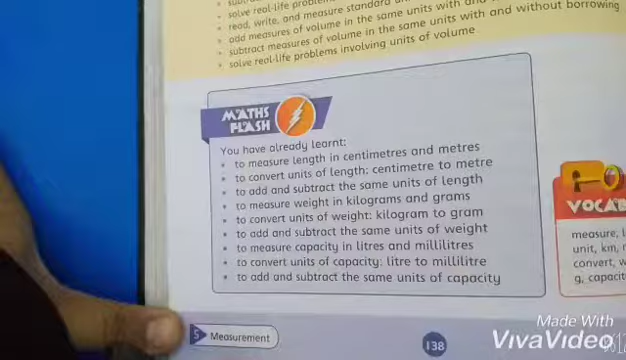 solve real-life
read, write, and measure standard
add measures of volume in the same units with and
subtract measures of volume in the same units with and without borrowing
solve real-life problems involving units of volume
MATHS
FLASH
You have already learnt:
to measure length in centimetres and metres
to convert units of length; centimetre to metre
to add and subtract the same units of length
to measure weight in kilograms and grams
to convert units of weight: kilogram to gram
to add and subtract the same units of weight
to measure capacity in litres and millilitres
to convert units of capacity: litre to millilitre
to add and subtract the same units of capacity
VOCAB
measure,
unit, km,
convert,
g, capacit
5 Measurement
138
Made With
VivaVideo